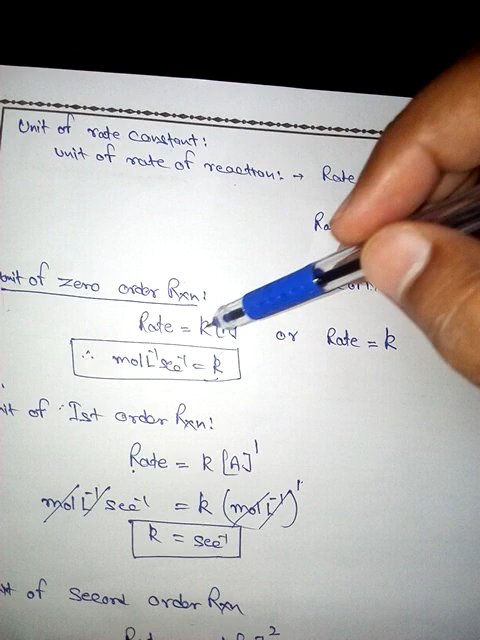 Unit of rate constant:
unit of rate of reaction: → Rate
Ra
unit of zero order Rxn:
Rate = k[A] or Rate = k
∴ mol L⁻¹ sec⁻¹ = k
it of Ist order Rxn:
Rate = k [A]¹
mol L⁻¹ sec⁻¹ = k (mol L⁻¹)¹
k = sec⁻¹
it of second order Rxn